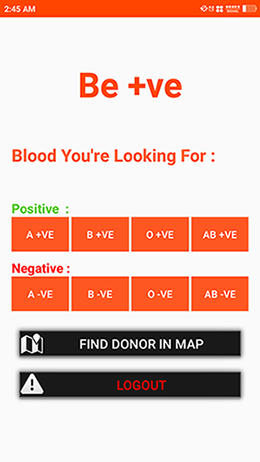 2:45 AM
Be +ve
Blood You're Looking For :
Positive :
A +VE B +VE O +VE AB +VE
Negative :
A -VE B -VE O -VE AB -VE
FIND DONOR IN MAP
LOGOUT